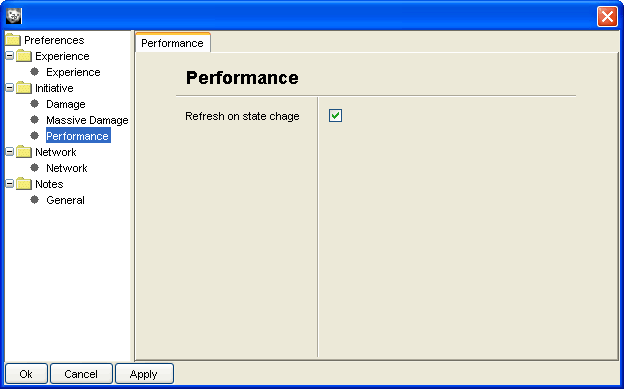 Preferences
Experience
Experience
Initiative
Damage
Massive Damage
Performance
Network
Network
Notes
General
Performance
Performance
Refresh on state chage
Ok
Cancel
Apply